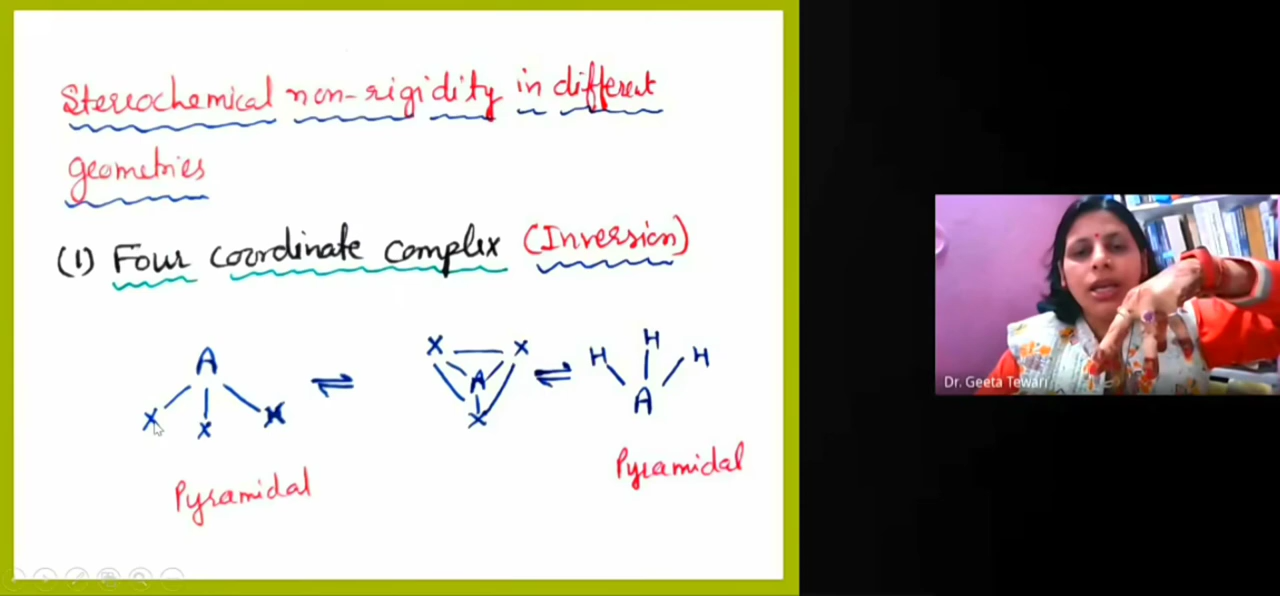 Stereochemical non-rigidity in different
geometries
(1) Four coordinate complex (Inversion)
A
X X X
Pyramidal
X X
A
X
H H H
A
Pyramidal
Dr. Geeta Tewari